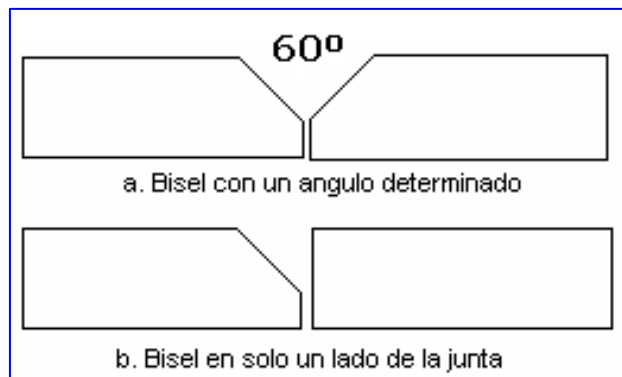 60º
a. Bisel con un angulo determinado
b. Bisel en solo un lado de la junta